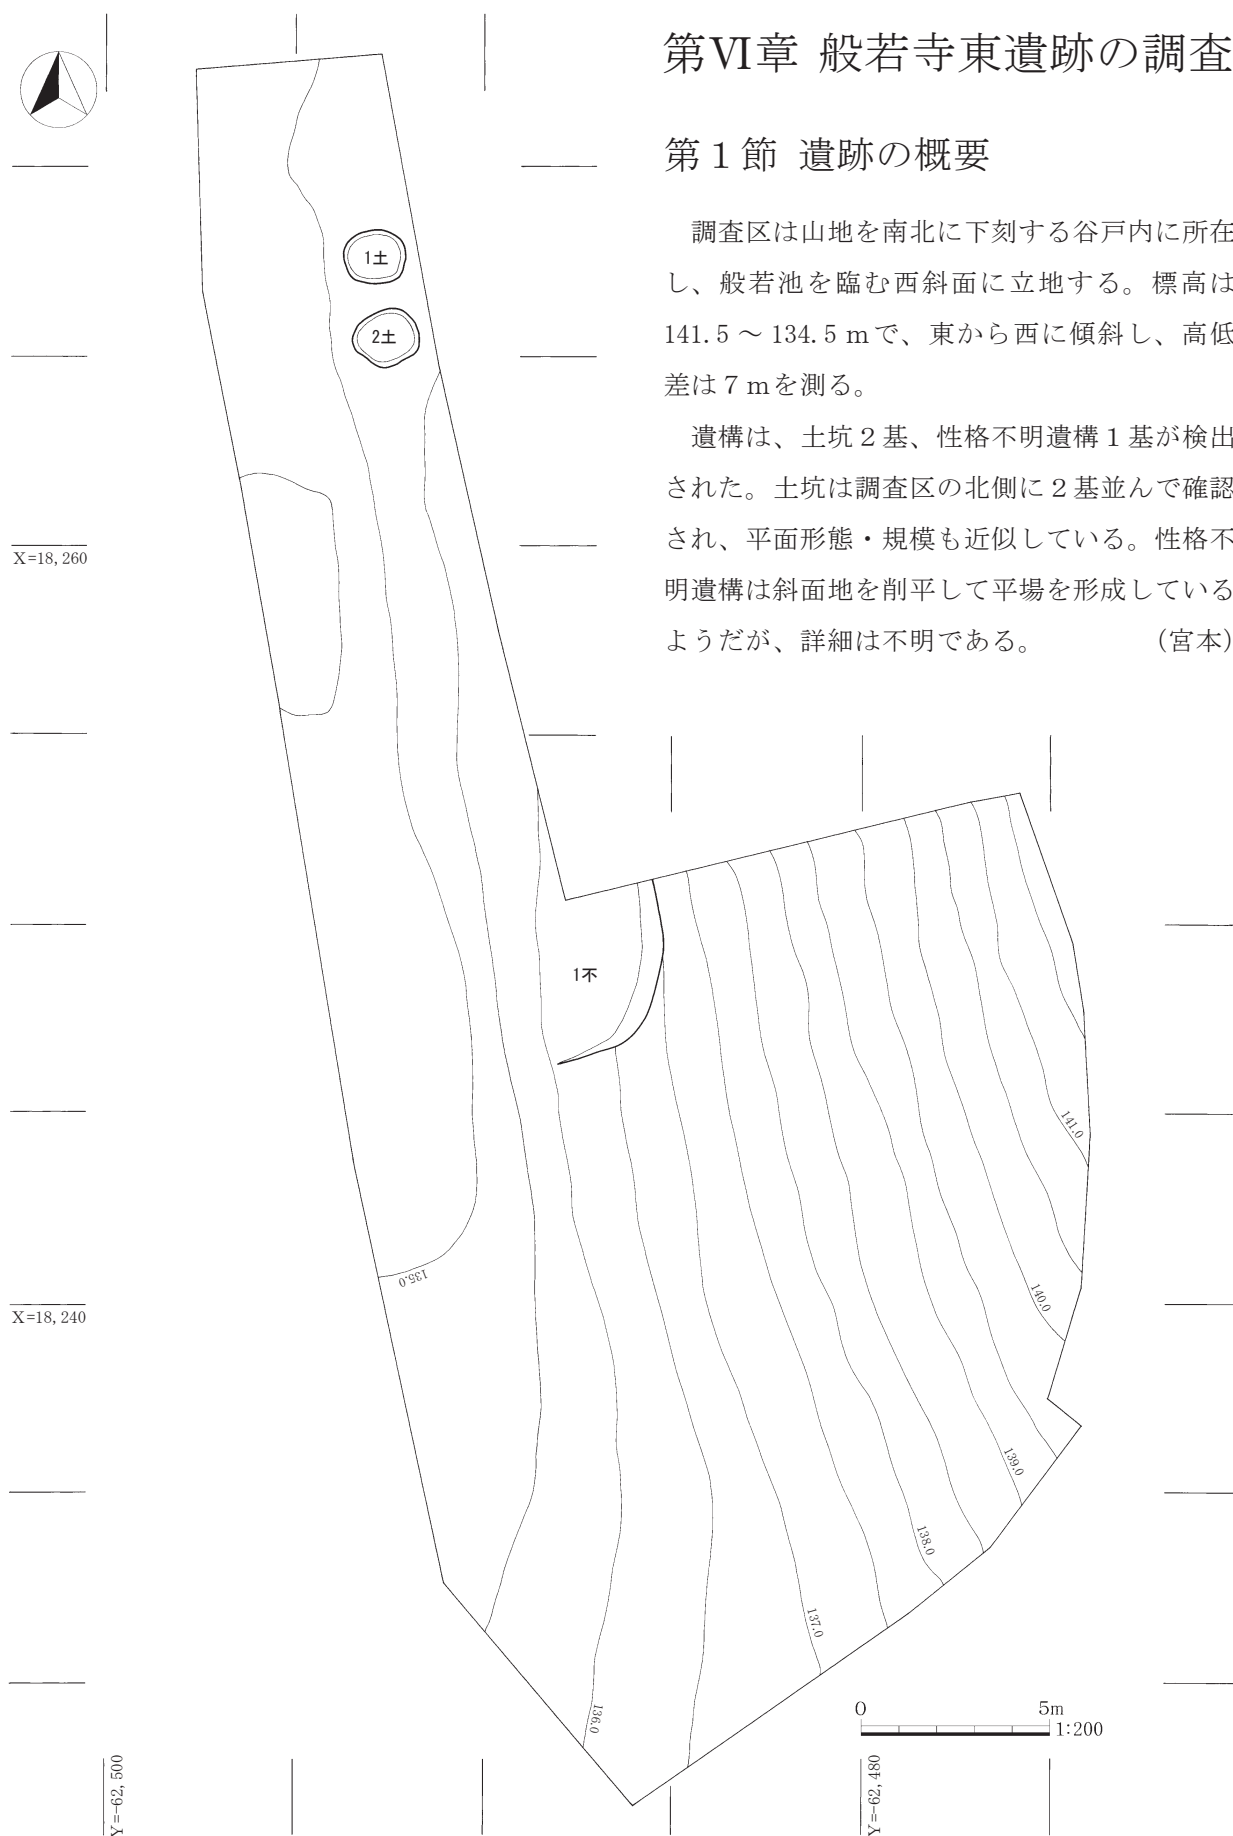 第Ⅵ章 般若寺東遺跡の調査
第１節 遺跡の概要
調査区は山地を南北に下刻する谷戸内に所在
し、般若池を臨む西斜面に立地する。標高は
141.5 ～ 134.5 ｍで、東から西に傾斜し、高低
差は７ｍを測る。
遺構は、土坑２基、性格不明遺構１基が検出
された。土坑は調査区の北側に２基並んで確認
され、平面形態・規模も近似している。性格不
明遺構は斜面地を削平して平場を形成している
ようだが、詳細は不明である。 （宮本）
1土
2土
X=18,260
1不
141.0
135.0
140.0
X=18,240
139.0
138.0
137.0
136.0
0 5m
1:200
Y=-62,500
Y=-62,480